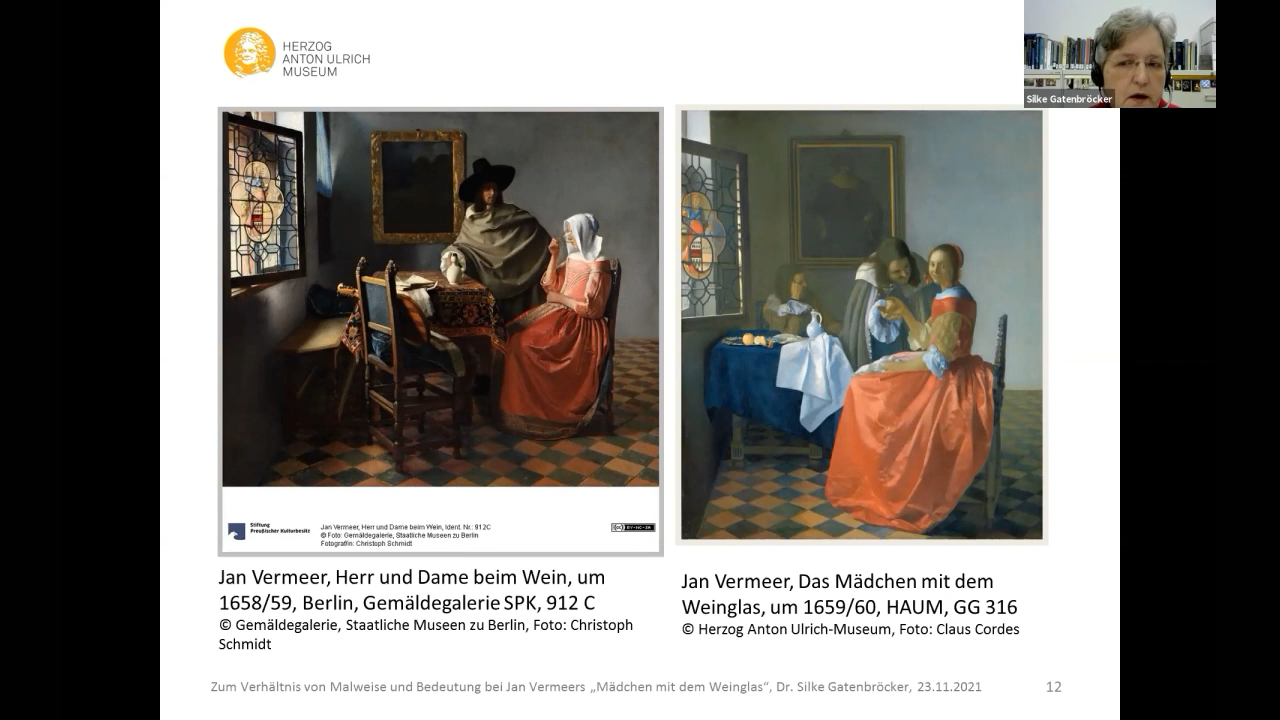 HERZOG
ANTON ULRICH
MUSEUM
Silke Gatenbröcker
Stiftung
Preußischer Kulturbesitz
Jan Vermeer, Herr und Dame beim Wein, Ident. Nr.: 912C
© Foto: Gemäldegalerie, Staatliche Museen zu Berlin
Fotografin: Christoph Schmidt
CC BY-NC-SA
Jan Vermeer, Herr und Dame beim Wein, um
1658/59, Berlin, Gemäldegalerie SPK, 912 C
© Gemäldegalerie, Staatliche Museen zu Berlin, Foto: Christoph
Schmidt
Jan Vermeer, Das Mädchen mit dem
Weinglas, um 1659/60, HAUM, GG 316
© Herzog Anton Ulrich-Museum, Foto: Claus Cordes
Zum Verhältnis von Malweise und Bedeutung bei Jan Vermeers „Mädchen mit dem Weinglas“, Dr. Silke Gatenbröcker, 23.11.2021
12